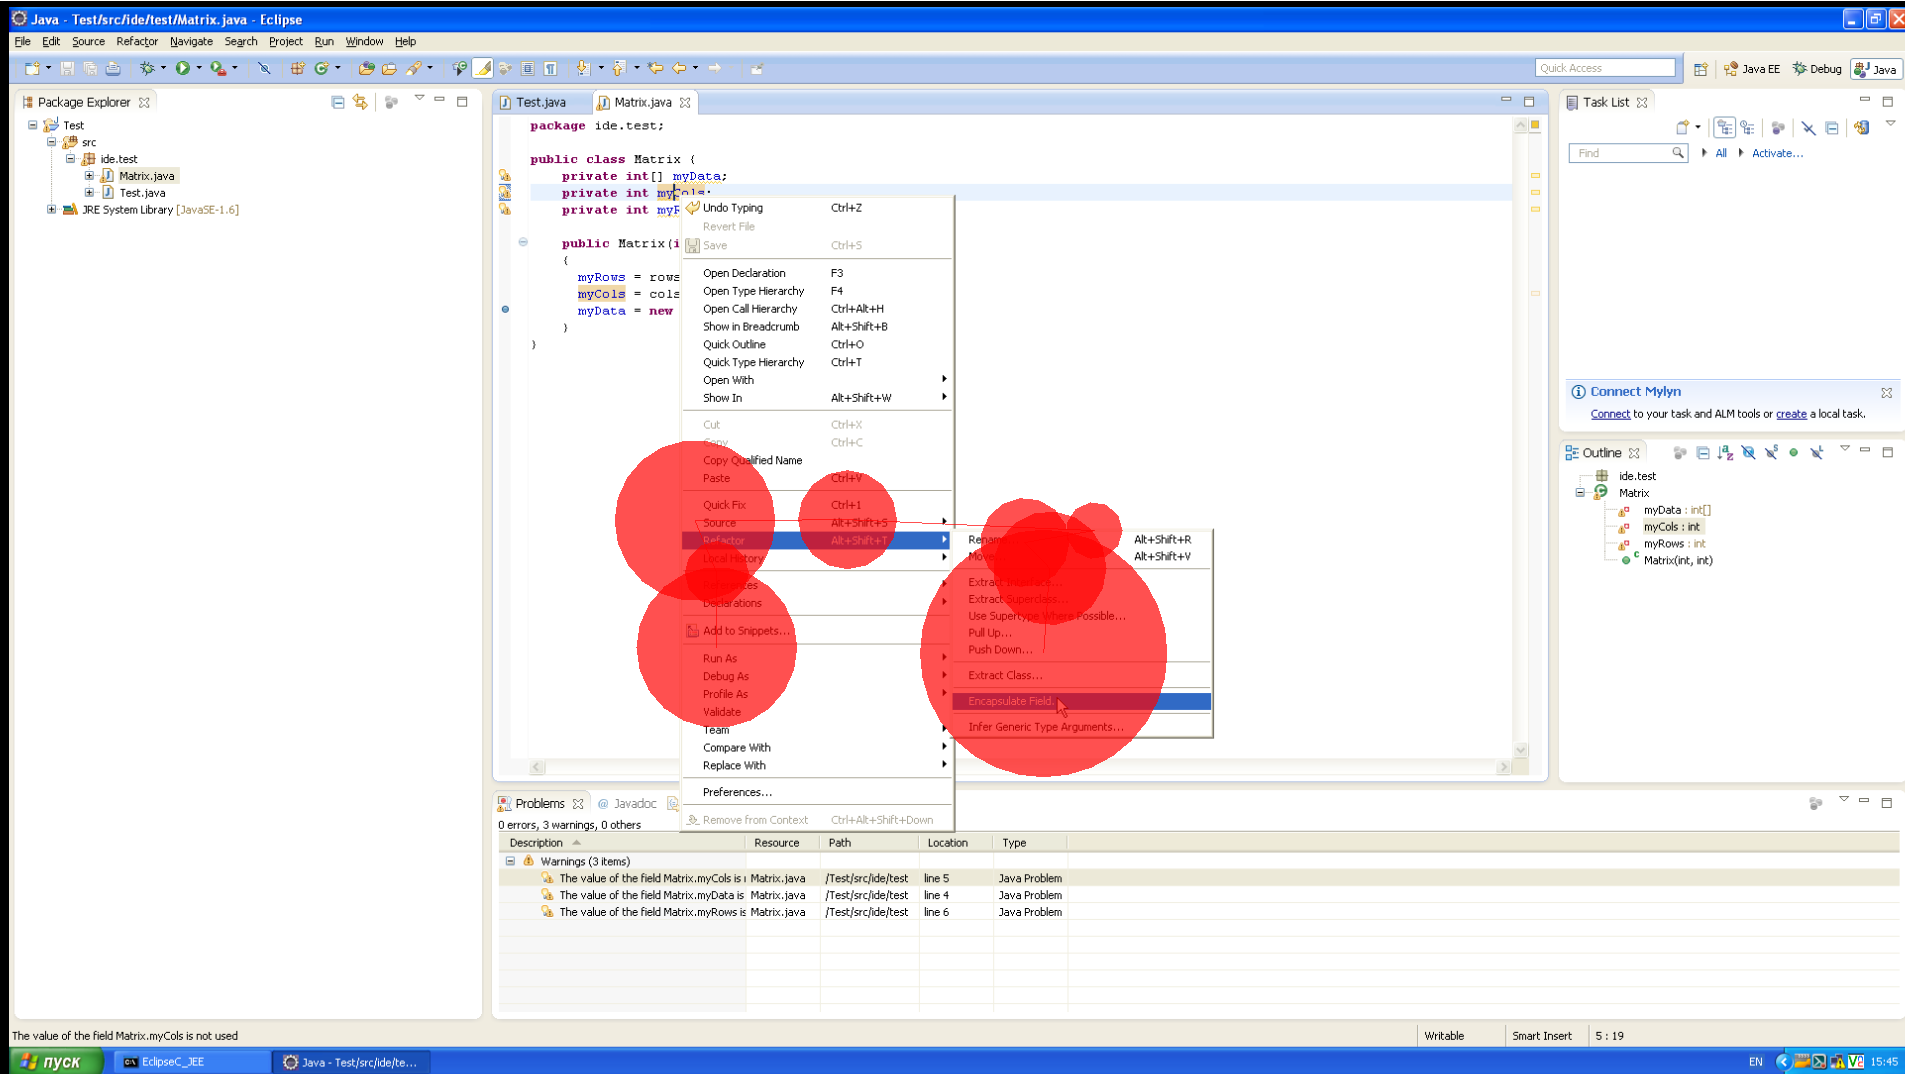 Java - Test/src/ide/test/Matrix.java - Eclipse
File Edit Source Refactor Navigate Search Project Run Window Help
Quick Access
Java EE
Debug
Java
Package Explorer
Test
src
ide.test
Matrix.java
Test.java
JRE System Library [JavaSE-1.6]
Test.java
Matrix.java
package ide.test;
public class Matrix {
private int[] myData;
private int myCols;
private int
public Matrix(
{
myRows = rows
myCols = cols
myData = new
}
}
Undo Typing Ctrl+Z
Revert File
Save Ctrl+S
Open Declaration F3
Open Type Hierarchy F4
Open Call Hierarchy Ctrl+Alt+H
Show in Breadcrumb Alt+Shift+B
Quick Outline Ctrl+O
Quick Type Hierarchy Ctrl+T
Open With
Show In Alt+Shift+W
Cut Ctrl+X
Copy Ctrl+C
Copy Qualified Name
Paste Ctrl+V
Quick Fix Ctrl+1
Source Alt+Shift+S
Refactor Alt+Shift+T
Local History
References
Declarations
Add to Snippets...
Run As
Debug As
Profile As
Validate
Team
Compare With
Replace With
Preferences...
Remove from Context Ctrl+Alt+Shift+Down
Alt+Shift+R
Alt+Shift+V
Extract Interface...
Extract Superclass...
Use Supertype Where Possible...
Pull Up...
Push Down...
Extract Class...
Encapsulate Field...
Infer Generic Type Arguments...
Task List
Find
All
Activate...
Connect Mylyn
Connect to your task and ALM tools or create a local task.
Outline
ide.test
Matrix
myData : int[]
myCols : int
myRows : int
Matrix(int, int)
Problems
@ Javadoc
0 errors, 3 warnings, 0 others
Description Resource Path Location Type
Warnings (3 items)
The value of the field Matrix.myCols is Matrix.java /Test/src/ide/test line 5 Java Problem
The value of the field Matrix.myData is Matrix.java /Test/src/ide/test line 4 Java Problem
The value of the field Matrix.myRows is Matrix.java /Test/src/ide/test line 6 Java Problem
The value of the field Matrix.myCols is not used
Writable
Smart Insert
5 : 19
пуск
EclipseC_JEE
Java - Test/src/ide/te...
EN
15:45